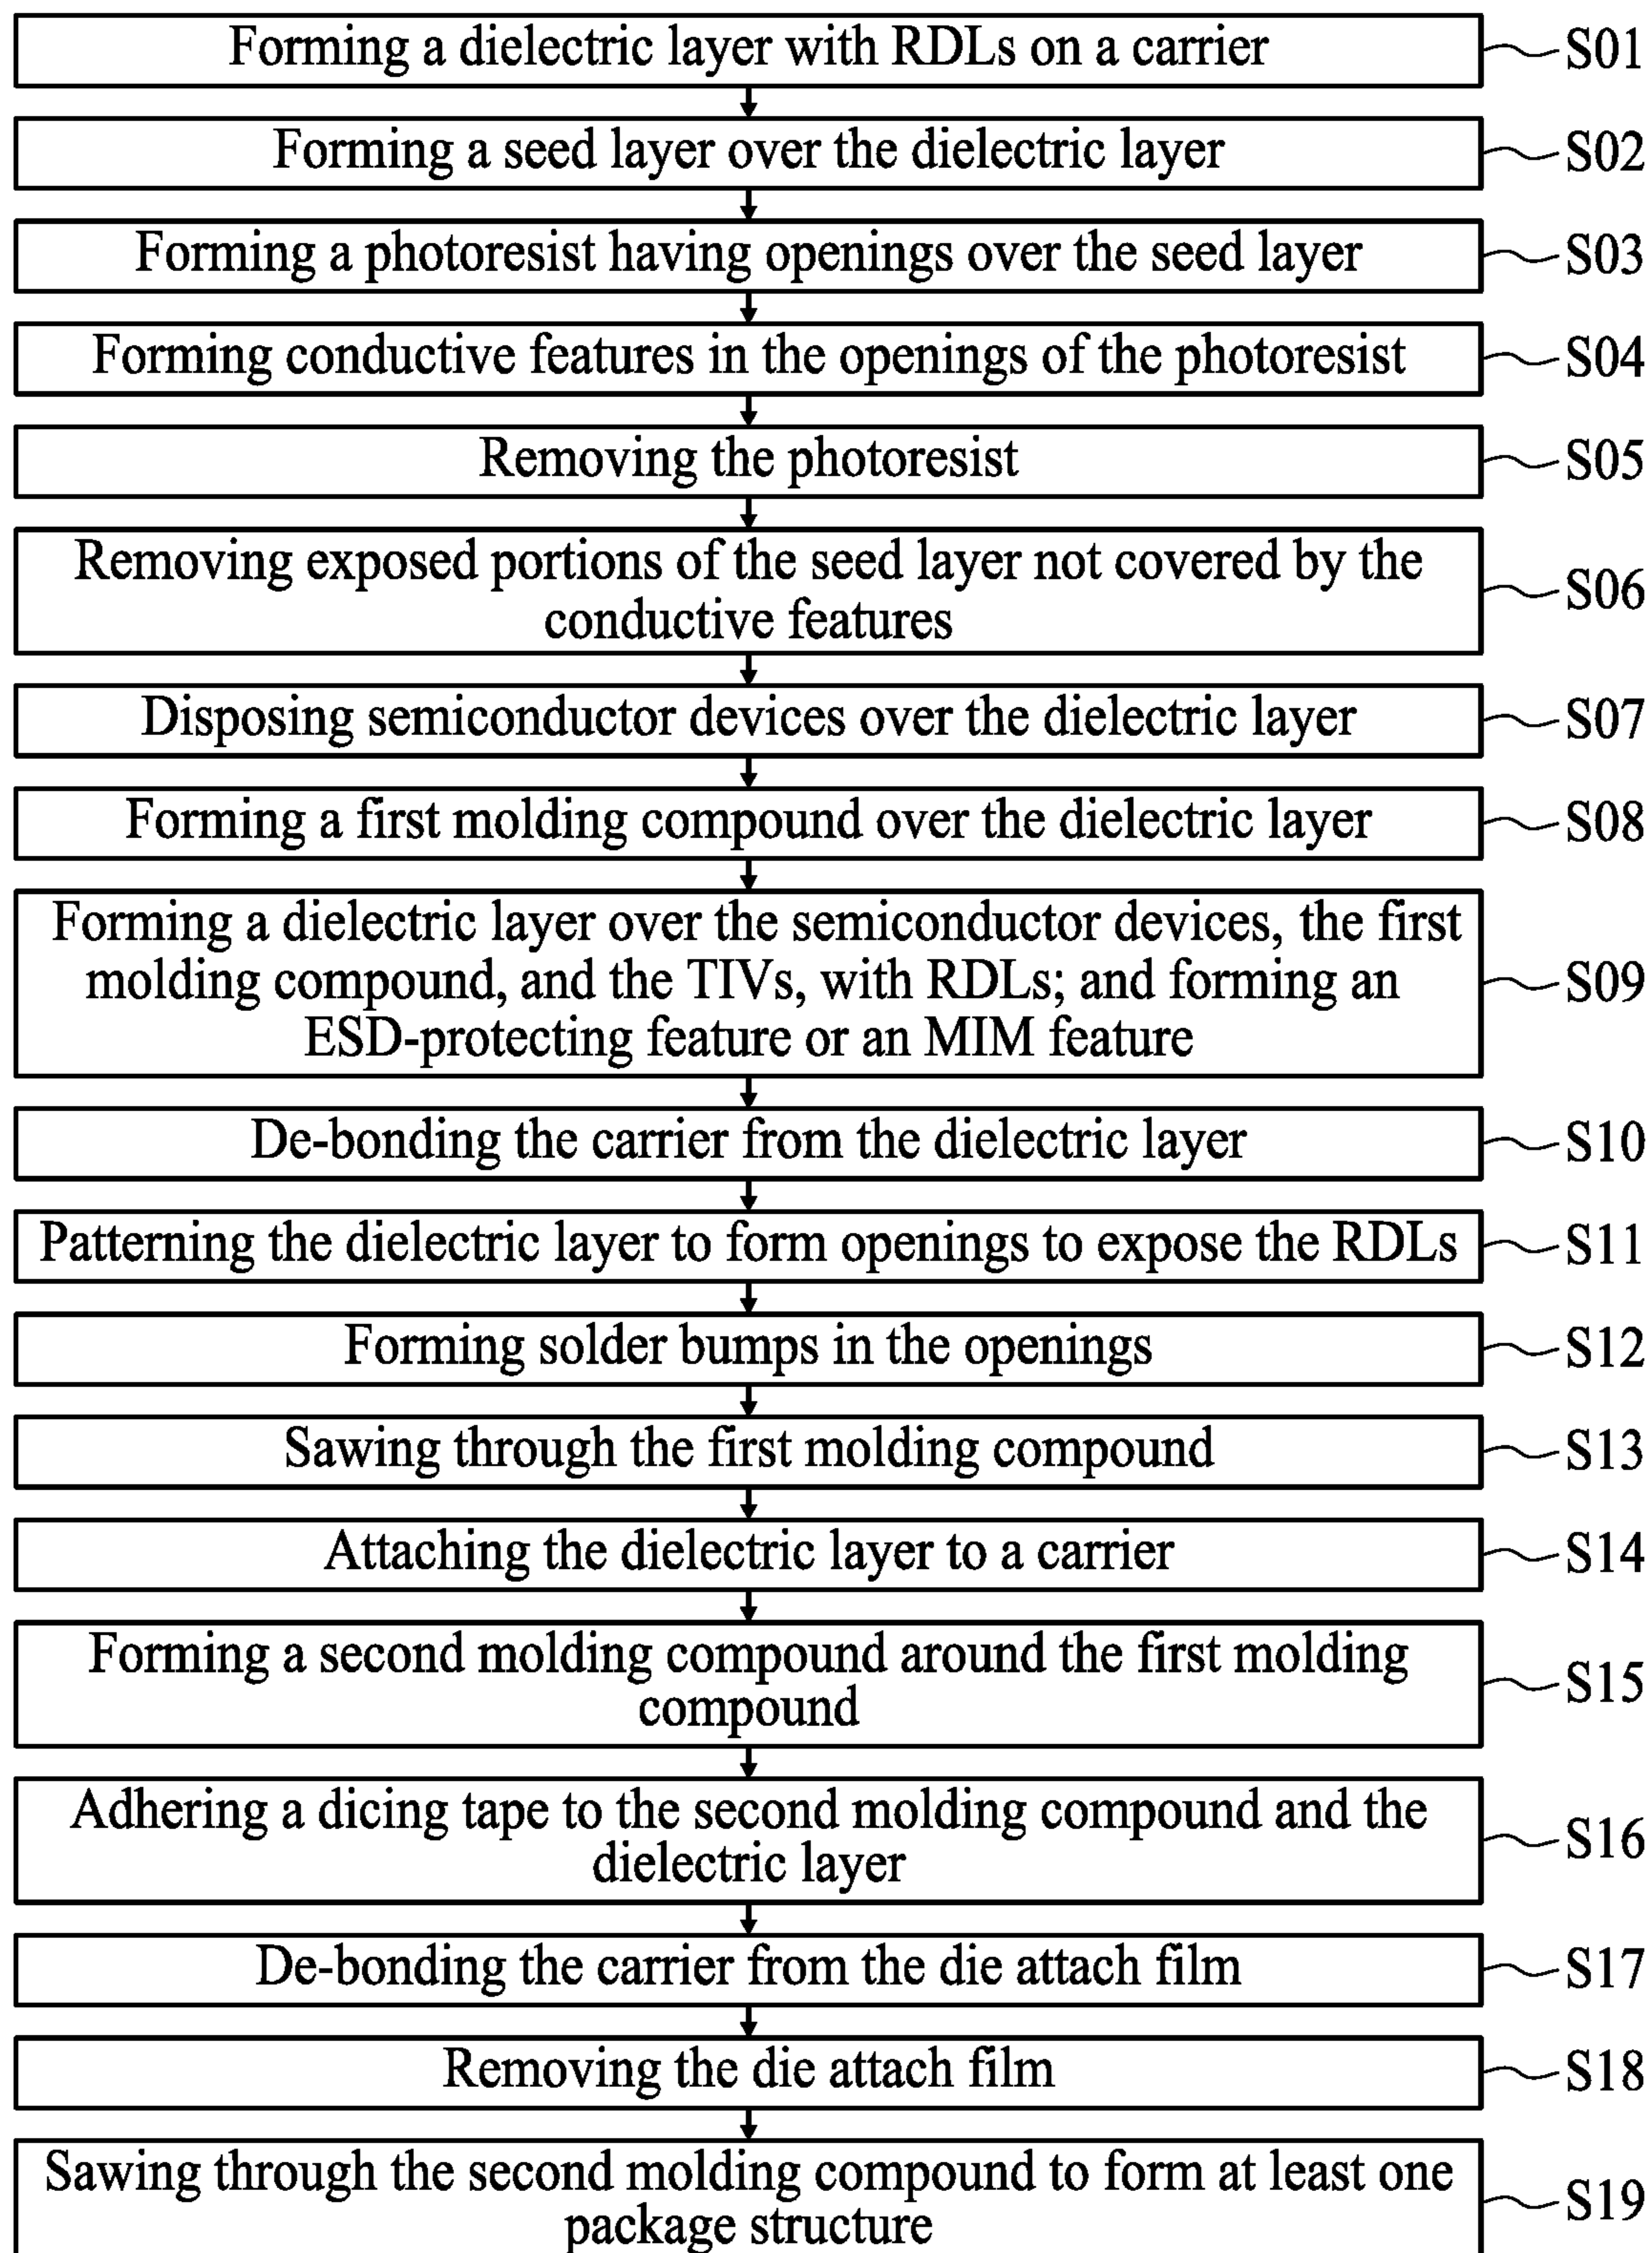 Forming a dielectric layer with RDLs on a carrier S01
Forming a seed layer over the dielectric layer S02
Forming a photoresist having openings over the seed layer S03
Forming conductive features in the openings of the photoresist S04
Removing the photoresist S05
Removing exposed portions of the seed layer not covered by the
conductive features
S06
Disposing semiconductor devices over the dielectric layer S07
Forming a first molding compound over the dielectric layer S08
Forming a dielectric layer over the semiconductor devices, the first
molding compound, and the TIVs, with RDLs; and forming an
ESD-protecting feature or an MIM feature
S09
De-bonding the carrier from the dielectric layer S10
Patterning the dielectric layer to form openings to expose the RDLs S11
Forming solder bumps in the openings S12
Sawing through the first molding compound S13
Attaching the dielectric layer to a carrier S14
Forming a second molding compound around the first molding
compound
S15
Adhering a dicing tape to the second molding compound and the
dielectric layer
S16
De-bonding the carrier from the die attach film S17
Removing the die attach film S18
Sawing through the second molding compound to form at least one
package structure
S19